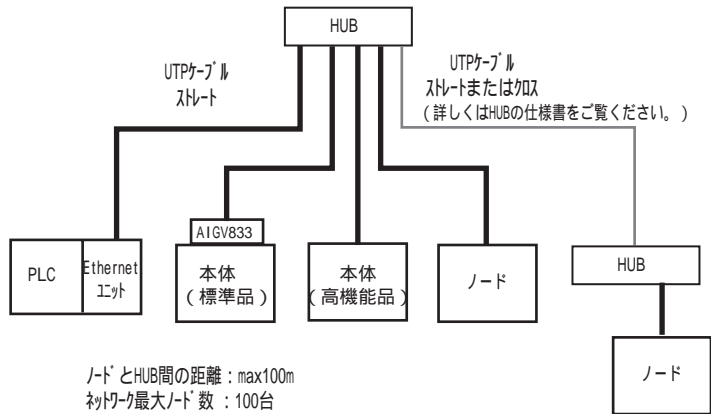 HUB
UTPｹｰﾌﾞﾙ
ｽﾄﾚｰﾄ
UTPｹｰﾌﾞﾙ
ｽﾄﾚｰﾄまたはｸﾛｽ
(詳しくはHUBの仕様書をご覧ください。)
AIGV833
PLC
Ethernet
ﾕﾆｯﾄ
本体
(標準品)
本体
(高機能品)
ノード
HUB
ノード
ﾉｰﾄﾞとHUB間の距離：max100m
ﾈｯﾄﾜｰｸ最大ﾉｰﾄﾞ数 ：100台